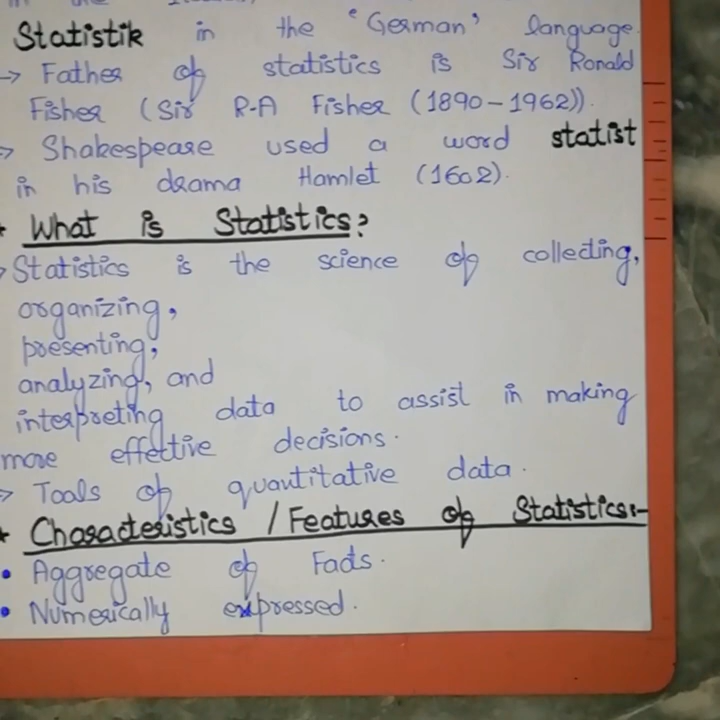 Statistik in the 'German' language.
→ Father of statistics is Sir Ronald
Fisher (Sir R-A Fisher (1890-1962)).
→ Shakespeare used a word statist
in his drama Hamlet (1602).
What is Statistics?
Statistics is the science of collecting,
organizing,
presenting,
analyzing, and
interpreting data to assist in making
more effective decisions.
→ Tools of quantitative data.
Characteristics / Features of Statistics:-
• Aggregate of Facts.
• Numerically expressed.